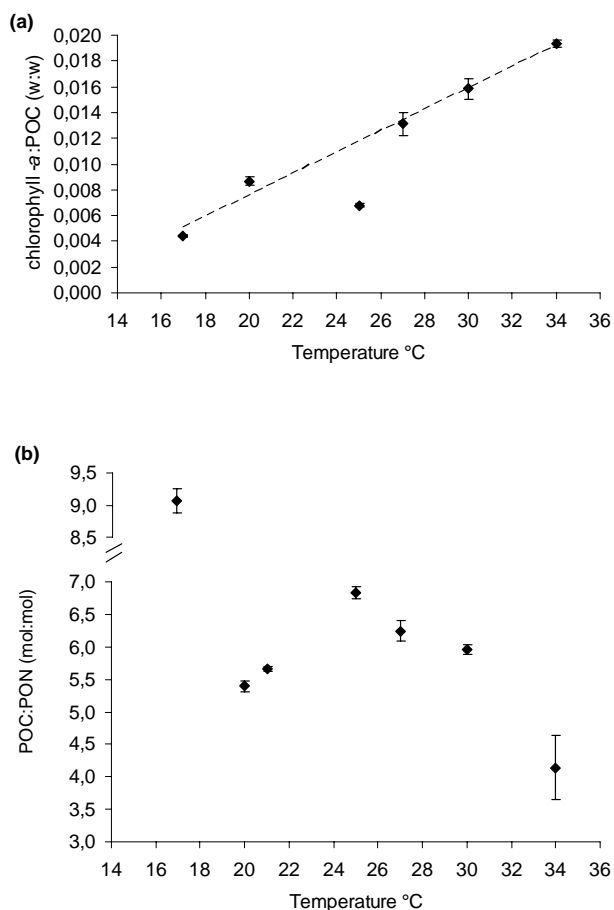 (a)
chlorophyll -a:POC (w:w)
0,020
0,018
0,016
0,014
0,012
0,010
0,008
0,006
0,004
0,002
0,000
14 16 18 20 22 24 26 28 30 32 34 36
Temperature °C
(b)
POC:PON (mol:mol)
9,5
9,0
8,5
7,0
6,5
6,0
5,5
5,0
4,5
4,0
3,5
3,0
14 16 18 20 22 24 26 28 30 32 34 36
Temperature °C